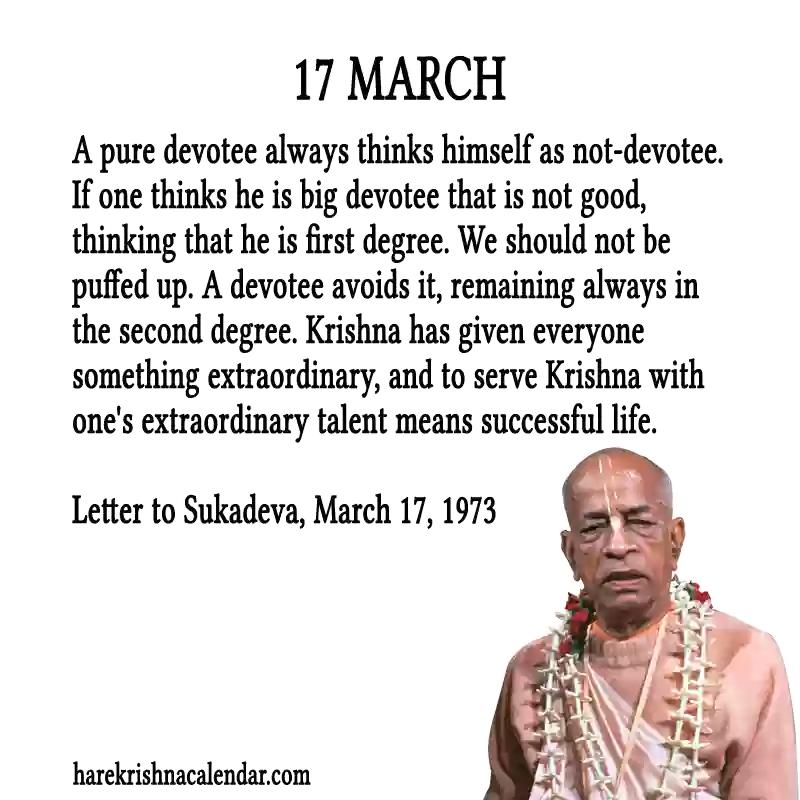 17 MARCH
A pure devotee always thinks himself as not-devotee.
If one thinks he is big devotee that is not good,
thinking that he is first degree. We should not be
puffed up. A devotee avoids it, remaining always in
the second degree. Krishna has given everyone
something extraordinary, and to serve Krishna with
one's extraordinary talent means successful life.
Letter to Sukadeva, March 17, 1973
harekrishnacalendar.com